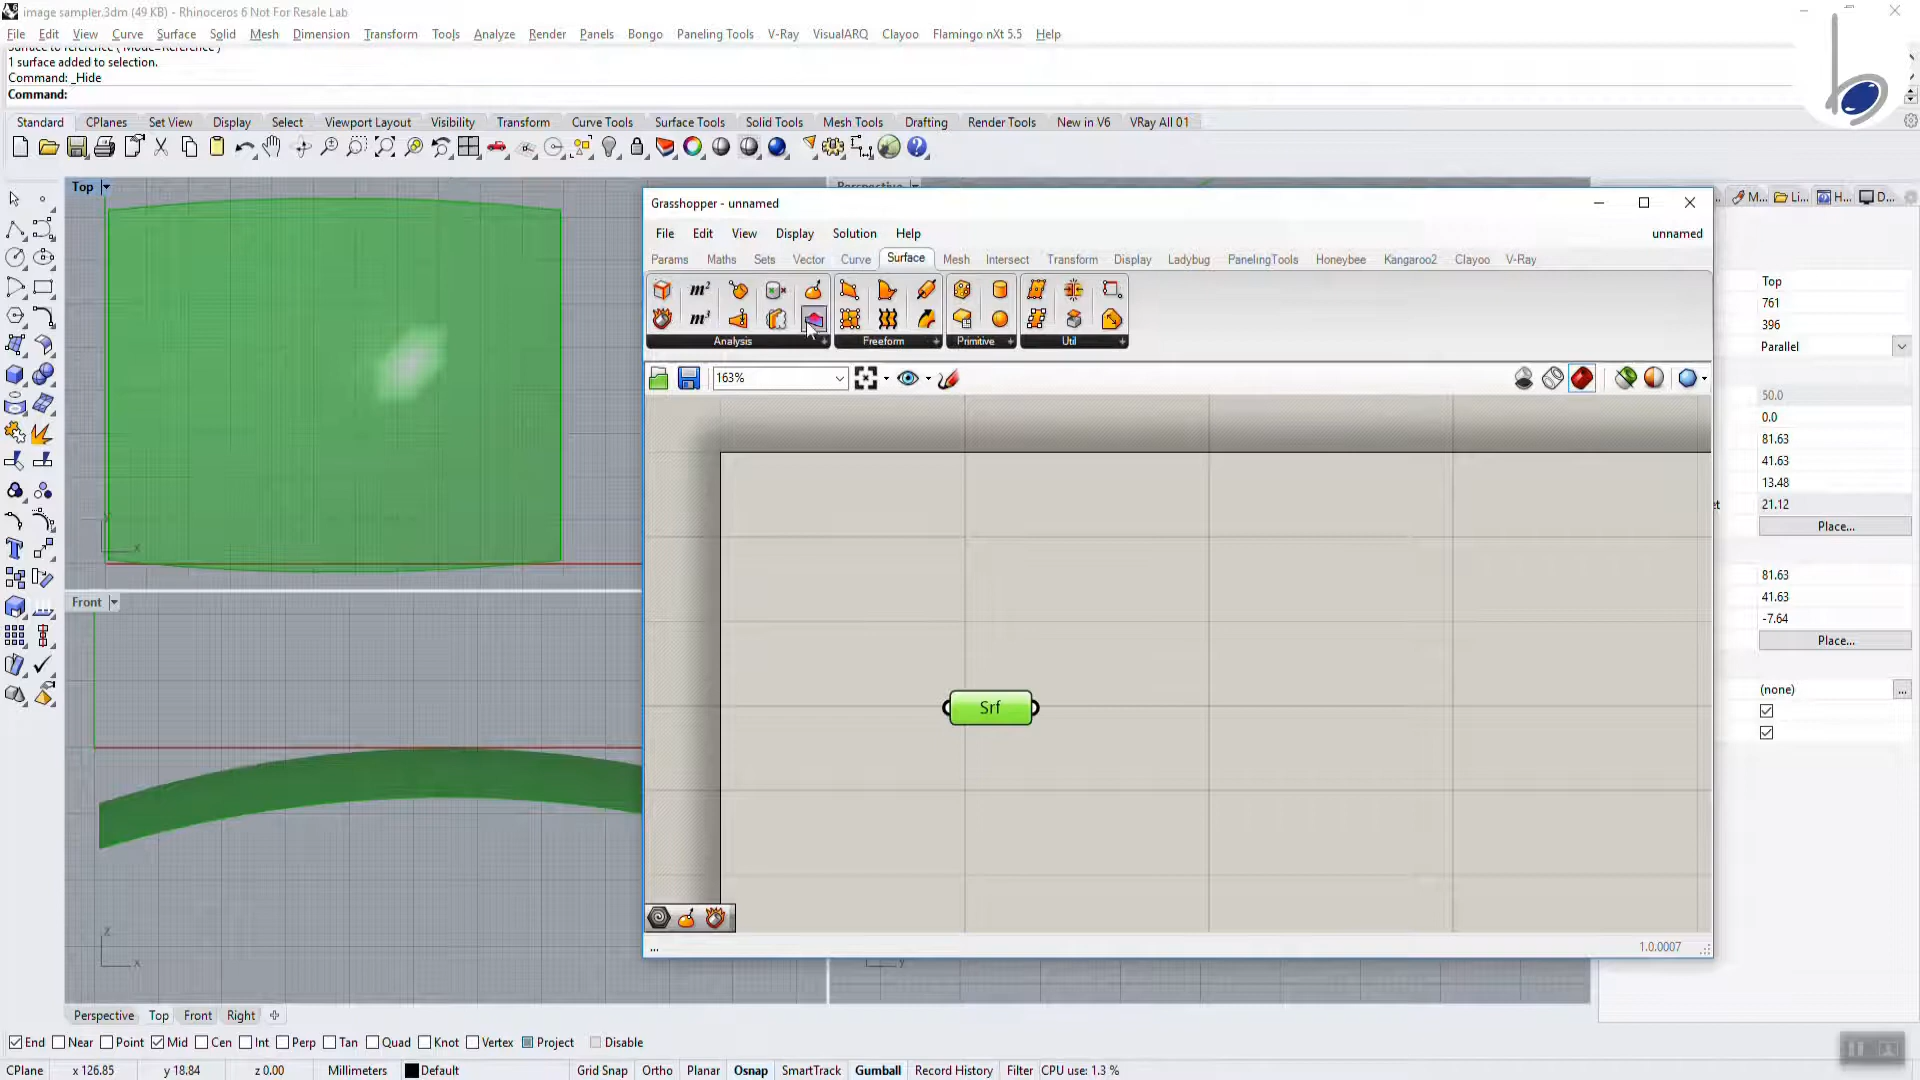 image sampler.3dm (49 KB) - Rhinoceros 6 Not For Resale Lab
File Edit View Curve Surface Solid Mesh Dimension Transform Tools Analyze Render Panels Bongo Paneling Tools V-Ray VisualARQ Clayoo Flamingo nXt 5.5 Help
Surface to reference ( Mode=Reference )
1 surface added to selection.
Command: _Hide
Command:
Standard CPlanes Set View Display Select Viewport Layout Visibility Transform Curve Tools Surface Tools Solid Tools Mesh Tools Drafting Render Tools New in V6 VRay All 01
Top
Perspective
M... Li... H... D...
Grasshopper - unnamed
File Edit View Display Solution Help unnamed
Params Maths Sets Vector Curve Surface Mesh Intersect Transform Display Ladybug PanelingTools Honeybee Kangaroo2 Clayoo V-Ray
m²
m³
Analysis Freeform Primitive Util
163%
Top
761
396
Parallel
50.0
0.0
81.63
41.63
13.48
21.12
Place...
81.63
41.63
-7.64
Place...
(none)
...
Srf
x
Front
z
x
y
...
1.0.0007
Perspective Top Front Right
End Near Point Mid Cen Int Perp Tan Quad Knot Vertex Project Disable
CPlane x 126.85 y 18.84 z 0.00 Millimeters Default Grid Snap Ortho Planar Osnap SmartTrack Gumball Record History Filter CPU use: 1.3 %